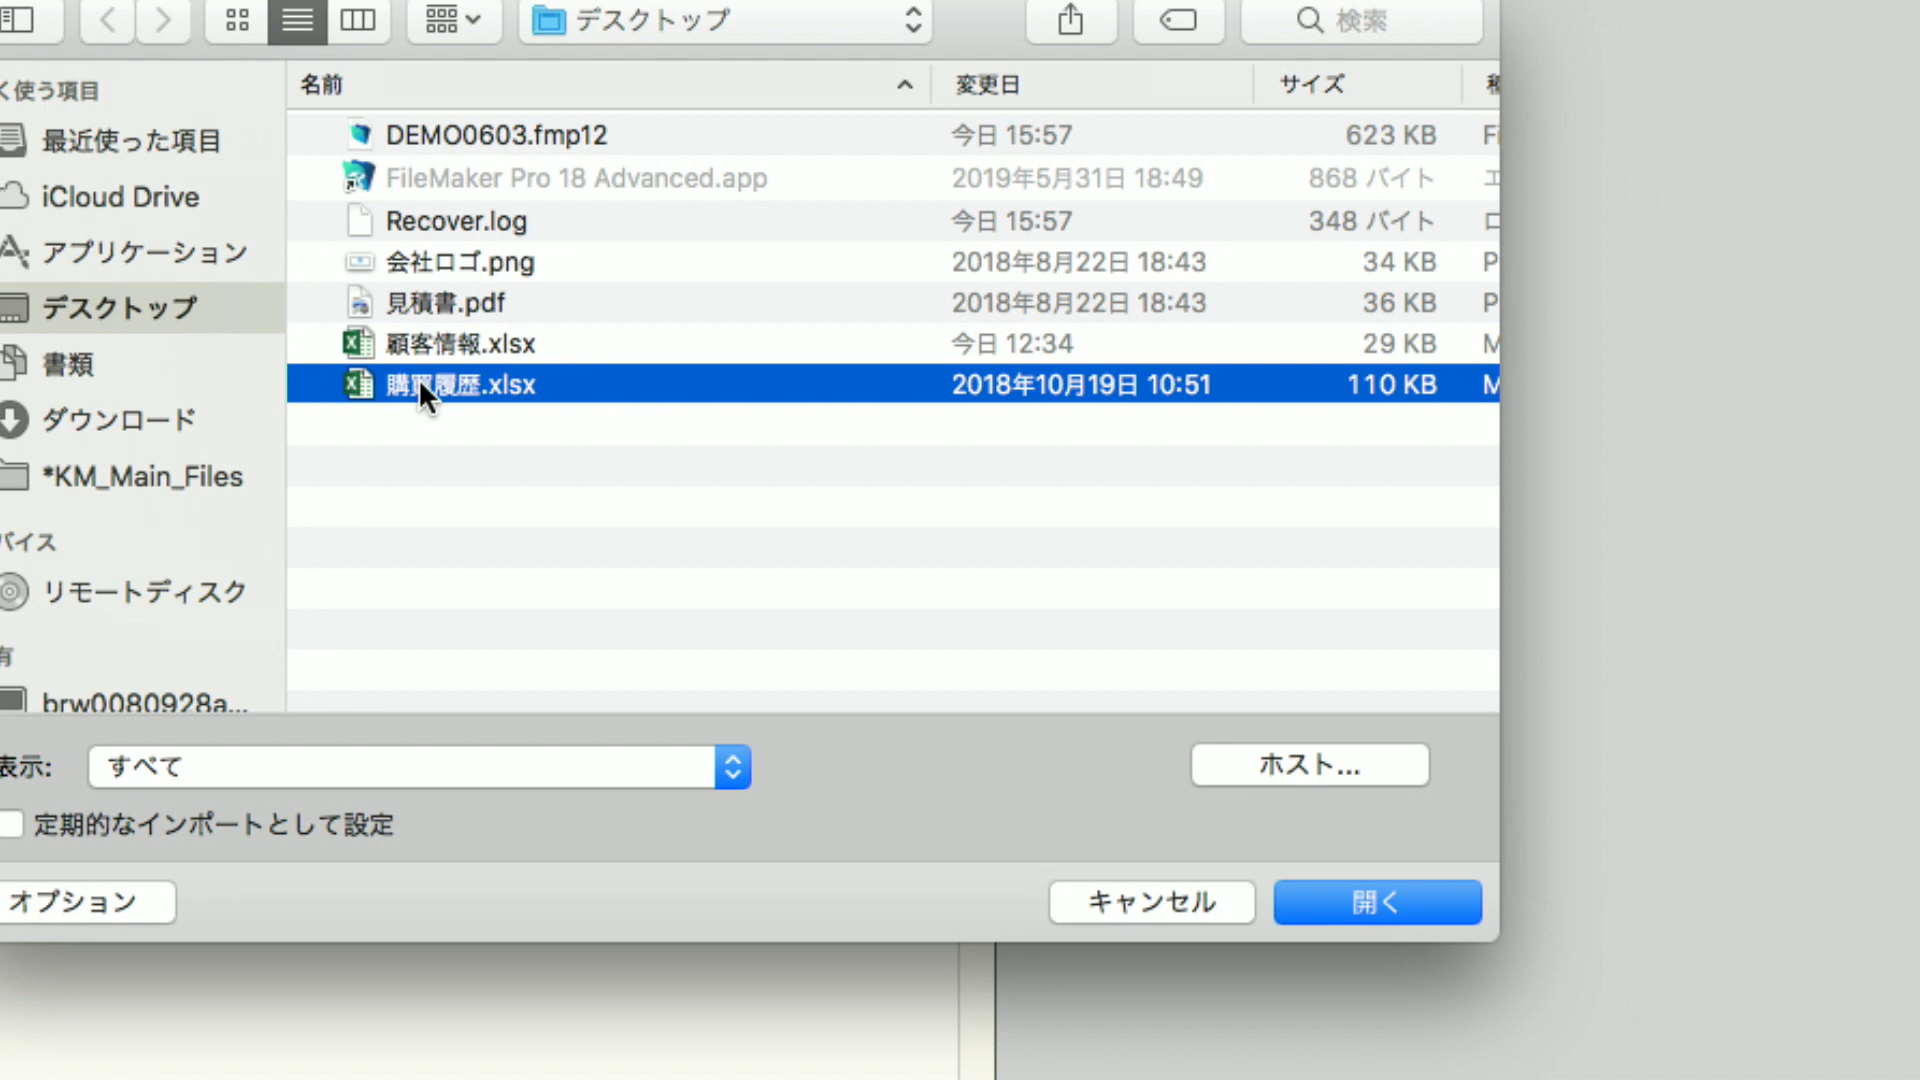 デスクトップ
検索
く使う項目
最近使った項目
iCloud Drive
アプリケーション
デスクトップ
書類
ダウンロード
*KM_Main_Files
バイス
リモートディスク
有
brw0080928a...
名前 変更日 サイズ 種
DEMO0603.fmp12 今日 15:57 623 KB Fi
FileMaker Pro 18 Advanced.app 2019年5月31日 18:49 868 バイト エ
Recover.log 今日 15:57 348 バイト ロ
会社ロゴ.png 2018年8月22日 18:43 34 KB P
見積書.pdf 2018年8月22日 18:43 36 KB P
顧客情報.xlsx 今日 12:34 29 KB M
購買履歴.xlsx 2018年10月19日 10:51 110 KB M
表示: すべて
ホスト...
定期的なインポートとして設定
オプション
キャンセル
開く